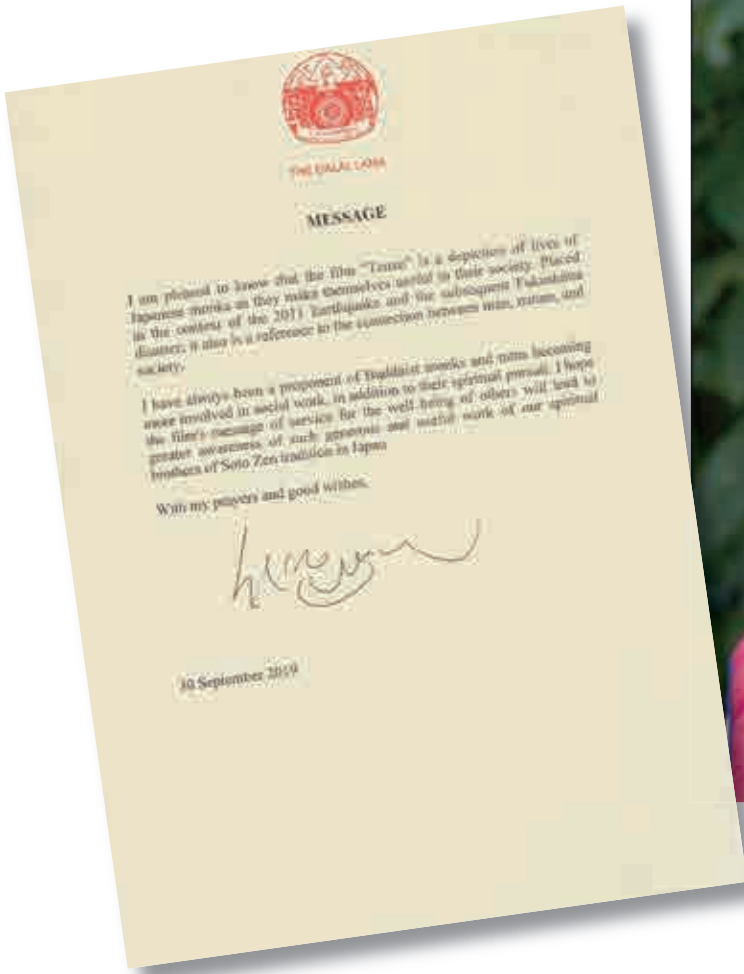 THE DALAI LAMA
MESSAGE
I am pleased to know that the film "Tenzo" is a depiction of lives of
Japanese monks as they make themselves useful in their society. Placed
in the context of the 2011 Earthquake and the subsequent Fukushima
disaster, it also is a reference to the connection between man, nature, and
society.
I have always been a proponent of Buddhist monks and nuns becoming
more involved in social work, in addition to their spiritual pursuit. I hope
the film's message of service for the well being of others will lead to
greater awareness of such generous and useful work of our spiritual
brothers of Soto Zen tradition in Japan
With my prayers and good wishes,
30 September 2019